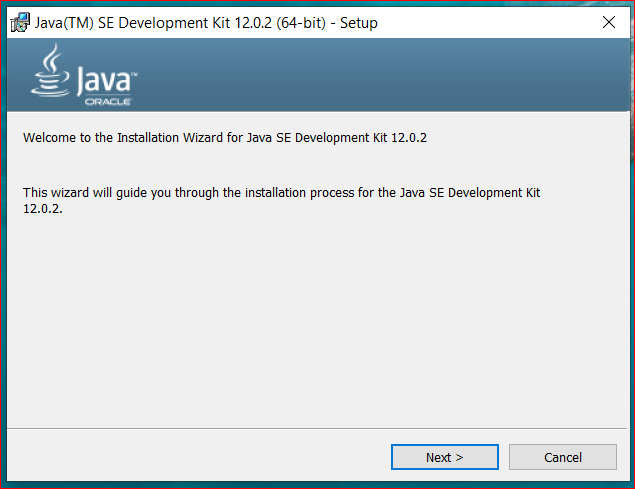 Java(TM) SE Development Kit 12.0.2 (64-bit) - Setup
Java™
ORACLE
Welcome to the Installation Wizard for Java SE Development Kit 12.0.2
This wizard will guide you through the installation process for the Java SE Development Kit
12.0.2.
Next >
Cancel